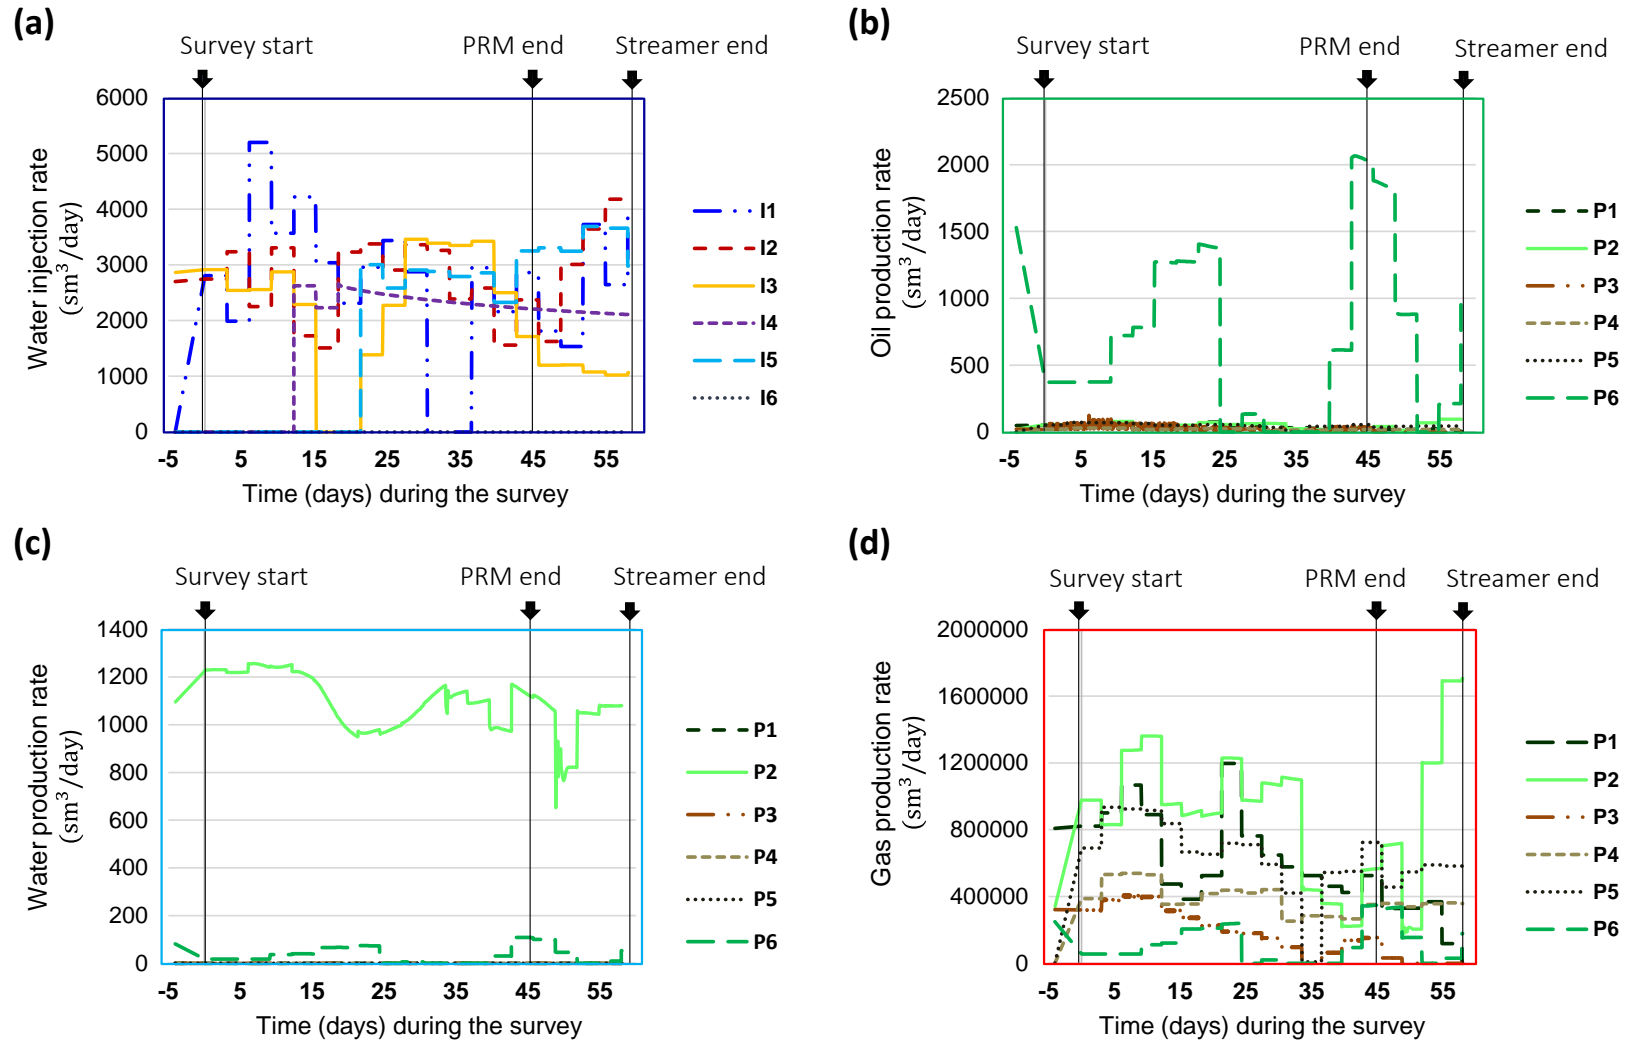 (a)
Survey start
PRM end
Streamer end
Water injection rate
(sm³/day)
6000
5000
4000
3000
2000
1000
0
-5 5 15 25 35 45 55
Time (days) during the survey
I1
I2
I3
I4
I5
I6
(b)
Survey start
PRM end
Streamer end
Oil production rate
(sm³/day)
2500
2000
1500
1000
500
0
-5 5 15 25 35 45 55
Time (days) during the survey
P1
P2
P3
P4
P5
P6
(c)
Survey start
PRM end
Streamer end
Water production rate
(sm³/day)
1400
1200
1000
800
600
400
200
0
-5 5 15 25 35 45 55
Time (days) during the survey
P1
P2
P3
P4
P5
P6
(d)
Survey start
PRM end
Streamer end
Gas production rate
(sm³/day)
2000000
1600000
1200000
800000
400000
0
-5 5 15 25 35 45 55
Time (days) during the survey
P1
P2
P3
P4
P5
P6